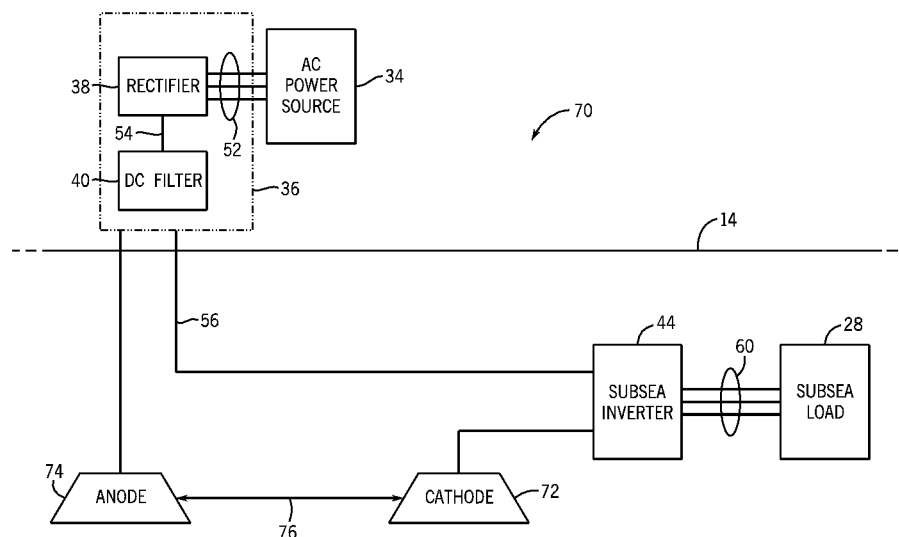 AC
POWER
SOURCE
34
38
RECTIFIER
52
54
40
DC FILTER
36
70
14
56
44
SUBSEA
INVERTER
60
28
SUBSEA
LOAD
74
ANODE
76
CATHODE
72